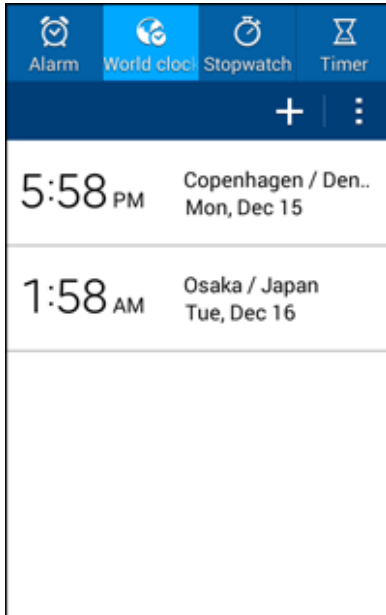 Alarm World clock Stopwatch Timer
5:58 PM Copenhagen / Den..
Mon, Dec 15
1:58 AM Osaka / Japan
Tue, Dec 16